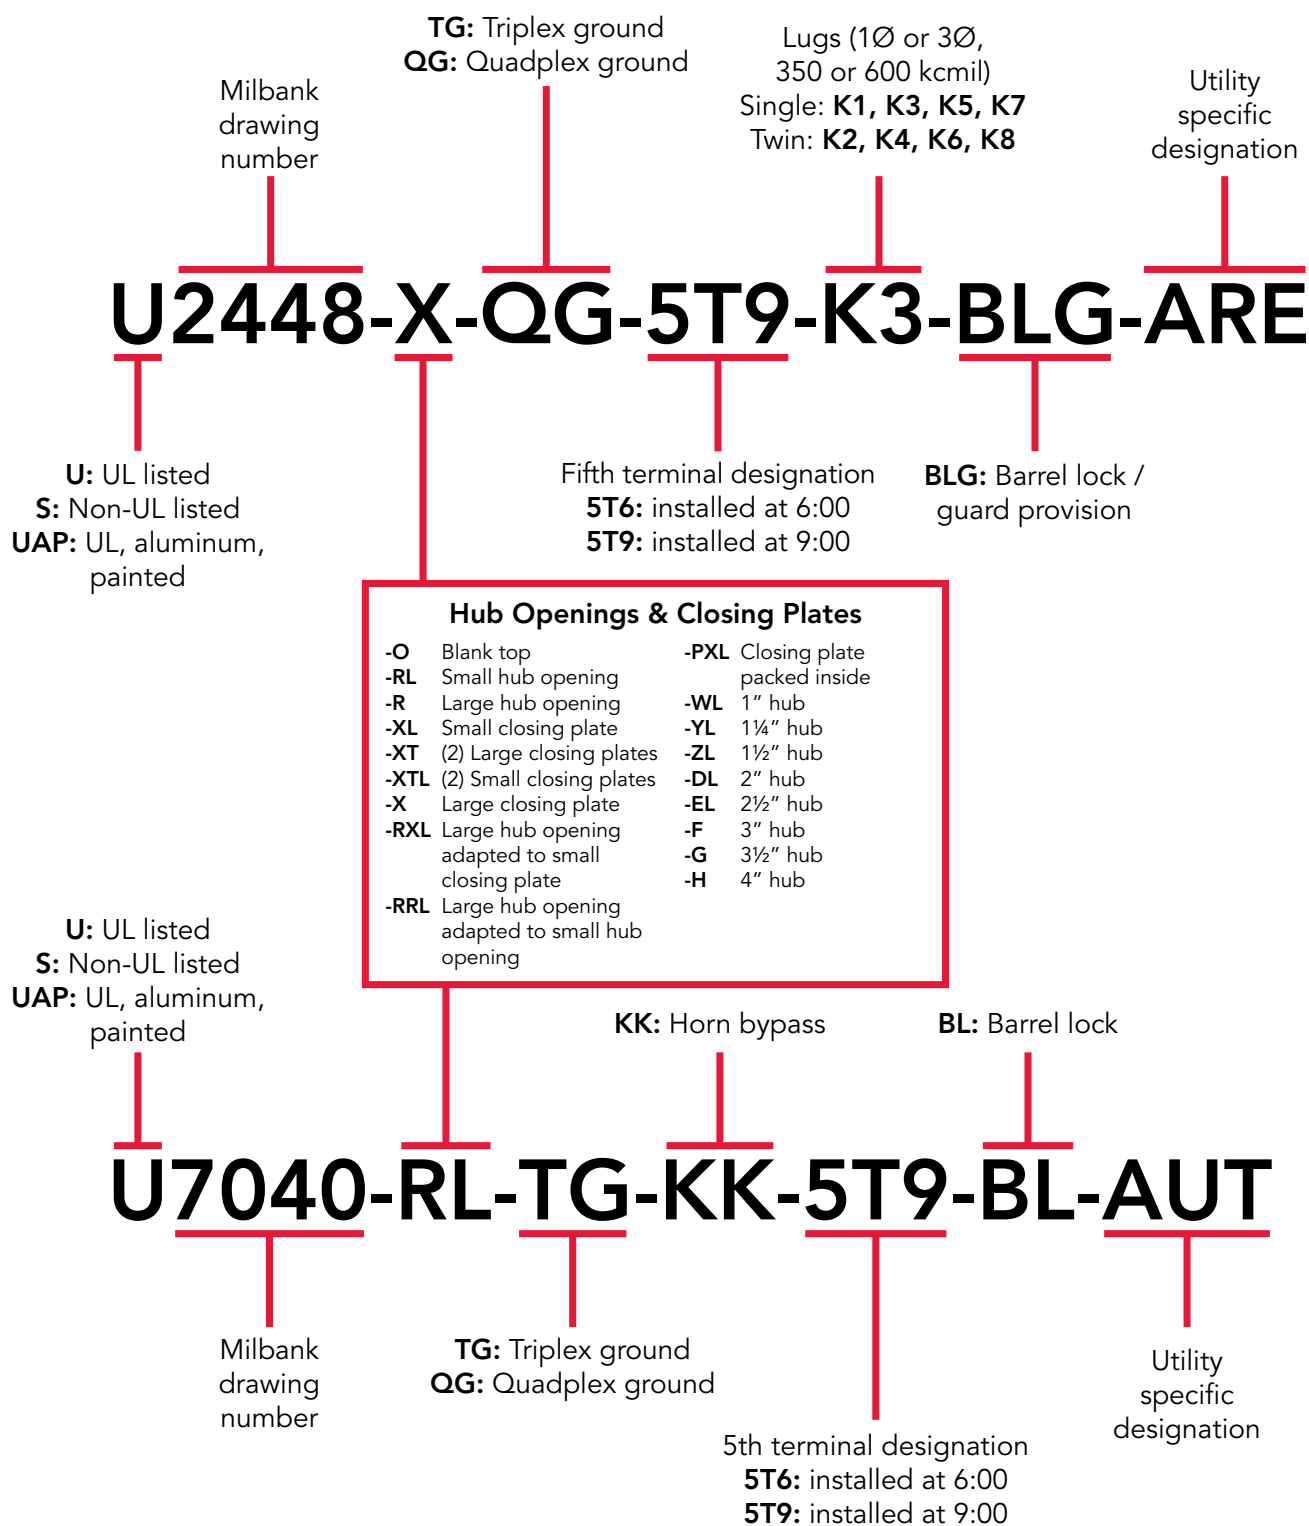 TG: Triplex ground
QG: Quadplex ground
Lugs (1Ø or 3Ø,
350 or 600 kcmil)
Single: K1, K3, K5, K7
Twin: K2, K4, K6, K8
Milbank
drawing
number
Utility
specific
designation
U2448-X-QG-5T9-K3-BLG-ARE
U: UL listed
S: Non-UL listed
UAP: UL, aluminum,
painted
Fifth terminal designation
5T6: installed at 6:00
5T9: installed at 9:00
BLG: Barrel lock /
guard provision
Hub Openings & Closing Plates
-O Blank top
-RL Small hub opening
-R Large hub opening
-XL Small closing plate
-XT (2) Large closing plates
-XTL (2) Small closing plates
-X Large closing plate
-RXL Large hub opening
adapted to small
closing plate
-RRL Large hub opening
adapted to small hub
opening
-PXL Closing plate
packed inside
-WL 1” hub
-YL 1¼” hub
-ZL 1½” hub
-DL 2” hub
-EL 2½” hub
-F 3” hub
-G 3½” hub
-H 4” hub
U: UL listed
S: Non-UL listed
UAP: UL, aluminum,
painted
KK: Horn bypass
BL: Barrel lock
U7040-RL-TG-KK-5T9-BL-AUT
Milbank
drawing
number
TG: Triplex ground
QG: Quadplex ground
5th terminal designation
5T6: installed at 6:00
5T9: installed at 9:00
Utility
specific
designation